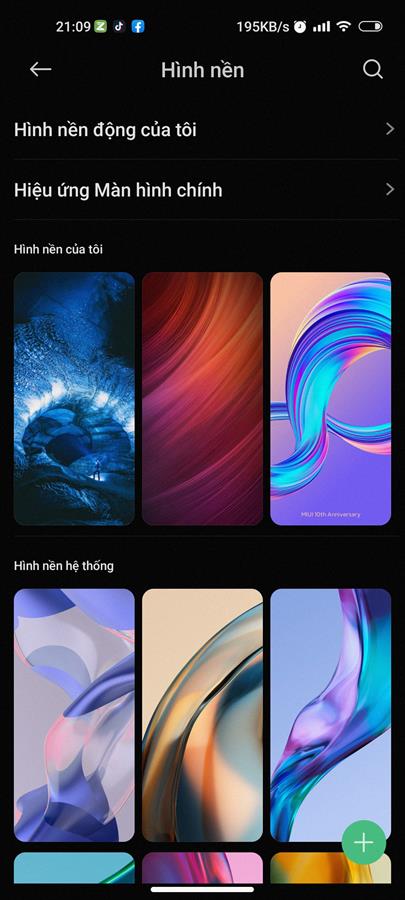 21:09 195KB/s
Hình nền
Hình nền động của tôi
Hiệu ứng Màn hình chính
Hình nền của tôi
MIUI 10th Anniversary
Hình nền hệ thống